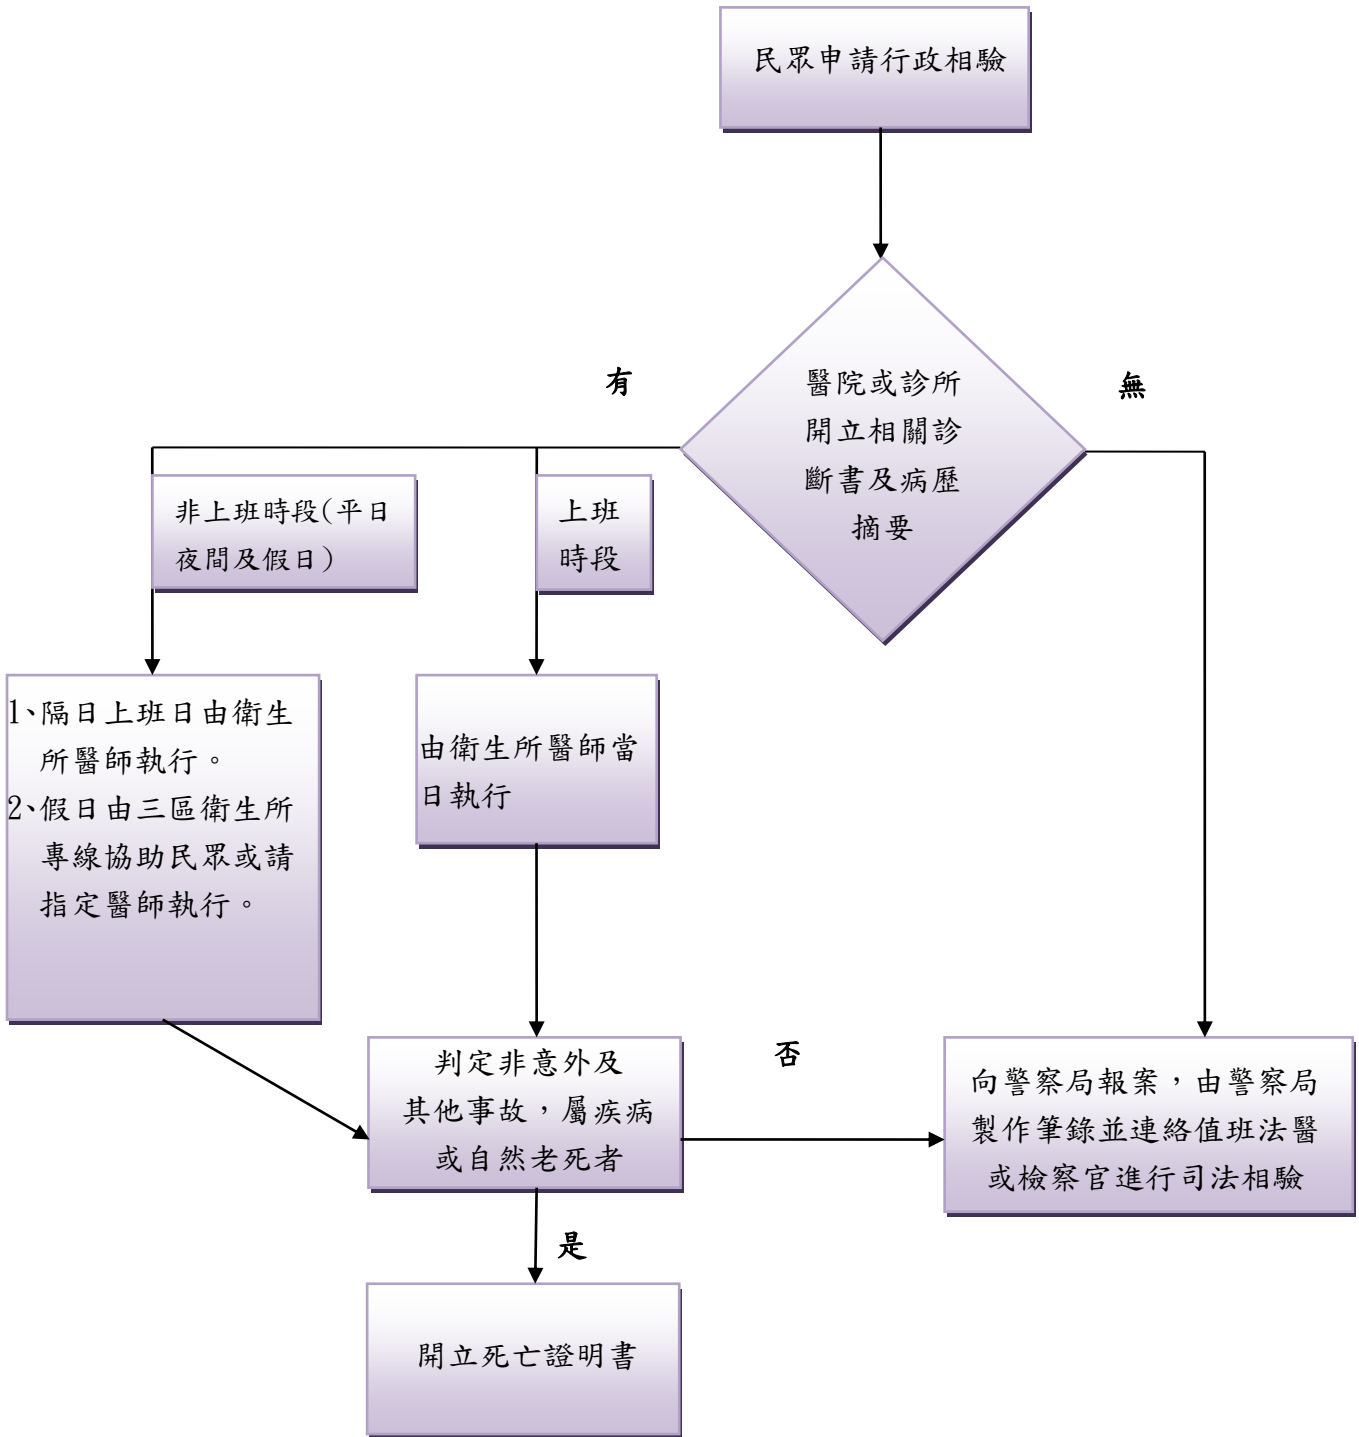 民眾申請行政相驗
有
無
醫院或診所
開立相關診
斷書及病歷
摘要
非上班時段(平日
夜間及假日)
上班
時段
1、隔日上班日由衛生
所醫師執行。
2、假日由三區衛生所
專線協助民眾或請
指定醫師執行。
由衛生所醫師當
日執行
判定非意外及
其他事故，屬疾病
或自然老死者
否
向警察局報案，由警察局
製作筆錄並連絡值班法醫
或檢察官進行司法相驗
是
開立死亡證明書